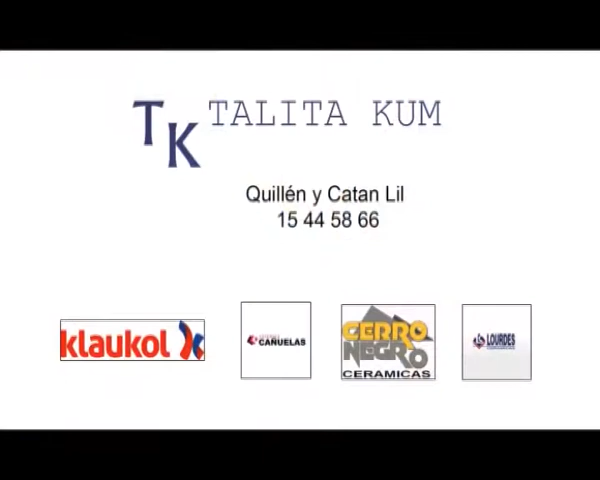 TK TALITA KUM
Quillén y Catan Lil
15 44 58 66
klaukol
CAÑUELAS
CERRO
NEGRO
CERAMICAS
LOURDES